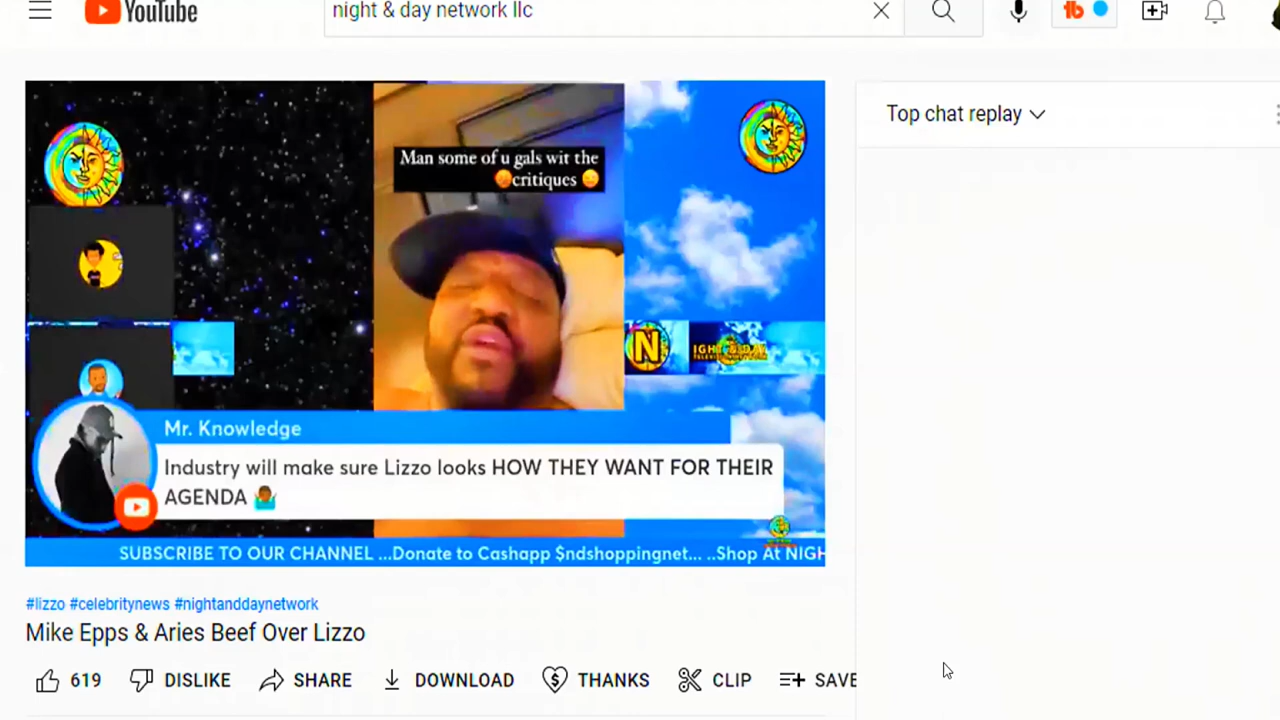 YouTube
night & day network llc
Top chat replay
Man some of u gals wit the
critiques
N
IGHT & DAY
Mr. Knowledge
Industry will make sure Lizzo looks HOW THEY WANT FOR THEIR
AGENDA
SUBSCRIBE TO OUR CHANNEL ...Donate to Cashapp $ndshoppingnet... ..Shop At NIGH
#lizzo #celebritynews #nightanddaynetwork
Mike Epps & Aries Beef Over Lizzo
619 DISLIKE SHARE DOWNLOAD THANKS CLIP SAVE